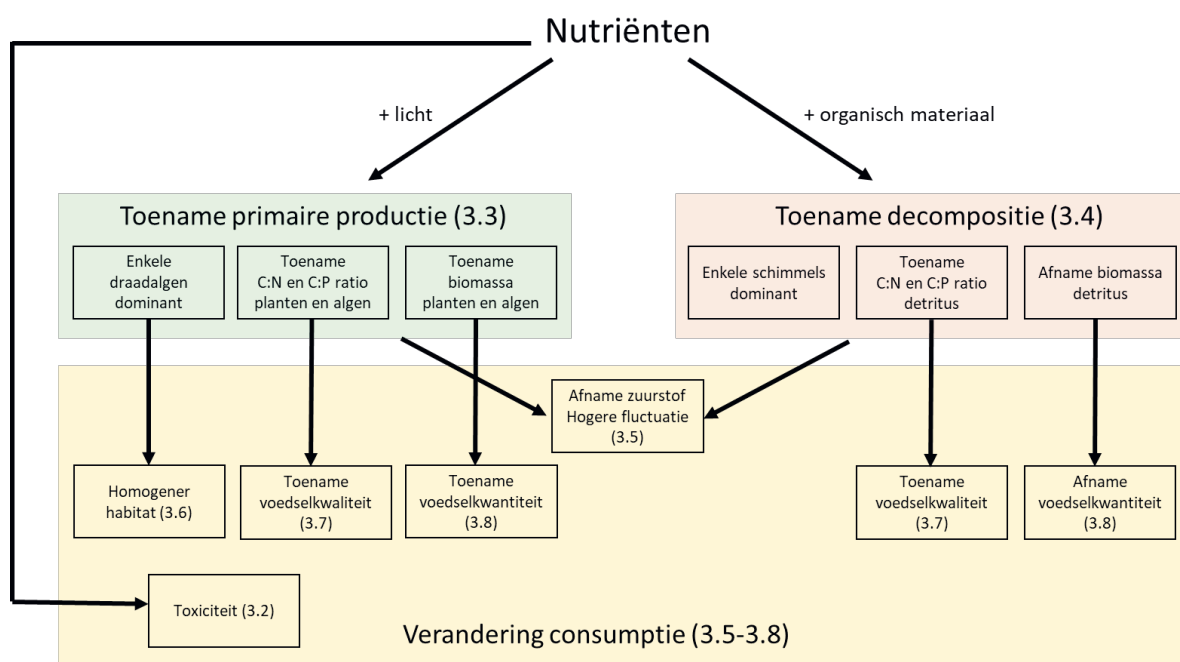 Nutriënten
+ licht
+ organisch materiaal
Toename primaire productie (3.3)
Enkele
draadalgen
dominant
Toename
C:N en C:P ratio
planten en algen
Toename
biomassa
planten en algen
Toename decompositie (3.4)
Enkele schimmels
dominant
Toename
C:N en C:P ratio
detritus
Afname biomassa
detritus
Afname zuurstof
Hogere fluctuatie
(3.5)
Homogener
habitat (3.6)
Toename
voedselkwaliteit
(3.7)
Toename
voedselkwantiteit
(3.8)
Toename
voedselkwaliteit
(3.7)
Afname
voedselkwantiteit
(3.8)
Toxiciteit (3.2)
Verandering consumptie (3.5-3.8)